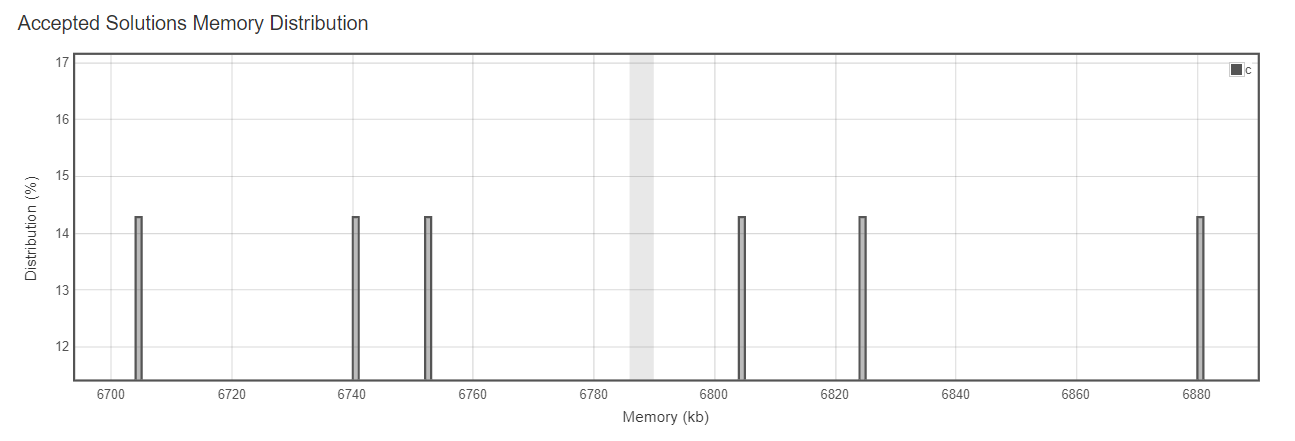 Accepted Solutions Memory Distribution
c
17
16
15
14
13
12
Distribution (%)
6700 6720 6740 6760 6780 6800 6820 6840 6860 6880
Memory (kb)